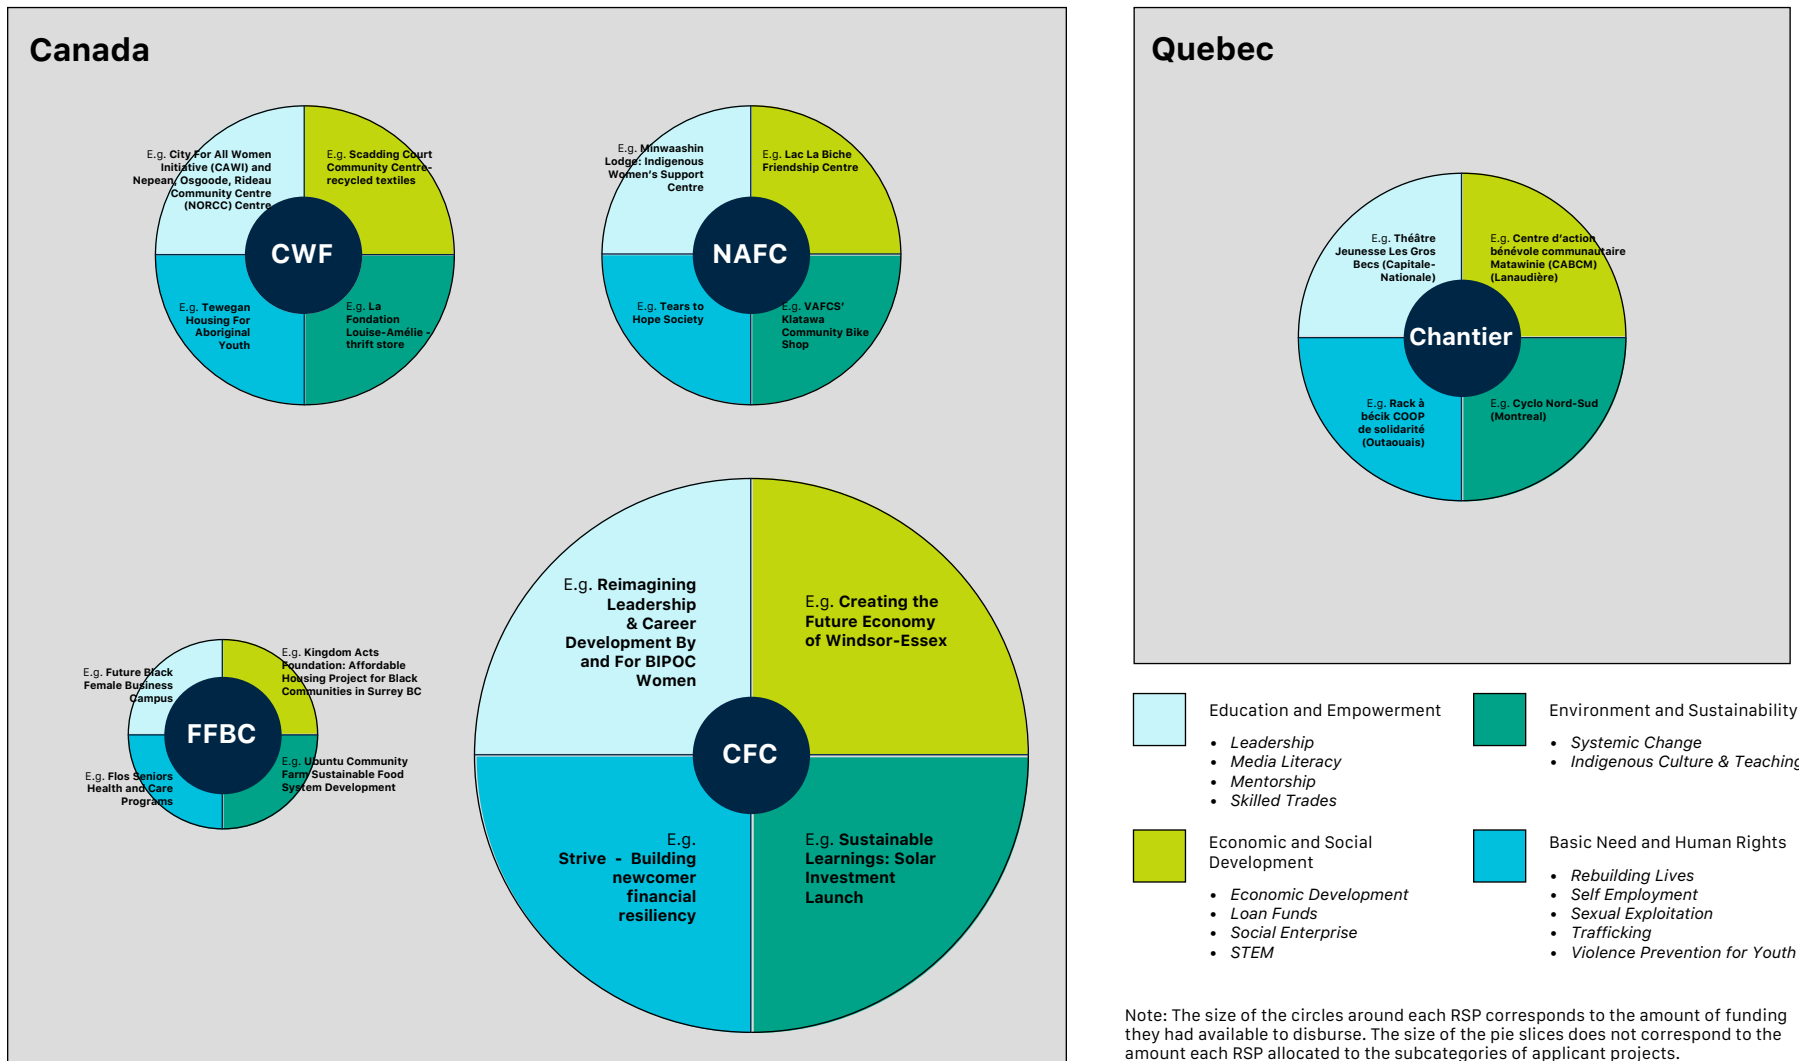 Canada
E.g. City For All Women
Initiative (CAWI) and
Nepean, Osgoode, Rideau
Community Centre
(NORCC) Centre
E.g. Scadding Court
Community Centre-
recycled textiles
CWF
E.g. Tewegan
Housing For
Aboriginal
Youth
E.g. La
Fondation
Louise-Amélie -
thrift store
E.g. Minwaashin
Lodge: Indigenous
Women's Support
Centre
E.g. Lac La Biche
Friendship Centre
NAFC
E.g. Tears to
Hope Society
E.g. VAFCS'
Klatawa
Community Bike
Shop
E.g. Future Black
Female Business
Campus
E.g. Kingdom Acts
Foundation: Affordable
Housing Project for Black
Communities in Surrey BC
FFBC
E.g. Flos Seniors
Health and Care
Programs
E.g. Ubuntu Community
Farm Sustainable Food
System Development
E.g. Reimagining
Leadership
& Career
Development By
and For BIPOC
Women
E.g. Creating the
Future Economy
of Windsor-Essex
CFC
E.g.
Strive - Building
newcomer
financial
resiliency
E.g. Sustainable
Learnings: Solar
Investment
Launch
Quebec
E.g. Théâtre
Jeunesse Les Gros
Becs (Capitale-
Nationale)
E.g. Centre d'action
bénévole communautaire
Matawinie (CABCM)
(Lanaudière)
Chantier
E.g. Rack à
bécik COOP
de solidarité
(Outaouais)
E.g. Cyclo Nord-Sud
(Montreal)
Education and Empowerment
• Leadership
• Media Literacy
• Mentorship
• Skilled Trades
Environment and Sustainability
• Systemic Change
• Indigenous Culture & Teaching
Economic and Social
Development
• Economic Development
• Loan Funds
• Social Enterprise
• STEM
Basic Need and Human Rights
• Rebuilding Lives
• Self Employment
• Sexual Exploitation
• Trafficking
• Violence Prevention for Youth
Note: The size of the circles around each RSP corresponds to the amount of funding
they had available to disburse. The size of the pie slices does not correspond to the
amount each RSP allocated to the subcategories of applicant projects.